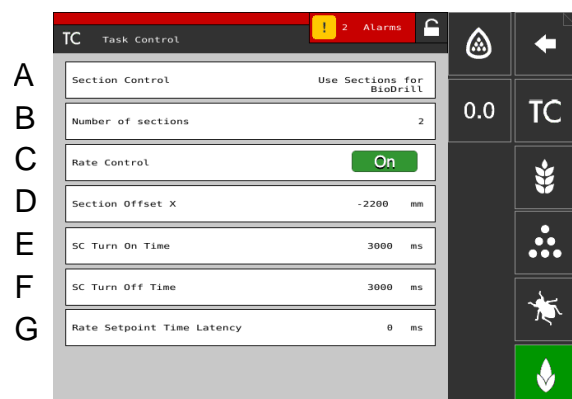 TC Task Control
! 2 Alarms
A
Section Control
Use Sections for
BioDrill
B
Number of sections 2
C
Rate Control On
D
Section Offset X -2200 mm
E
SC Turn On Time 3000 ms
F
SC Turn Off Time 3000 ms
G
Rate Setpoint Time Latency 0 ms
0.0
TC